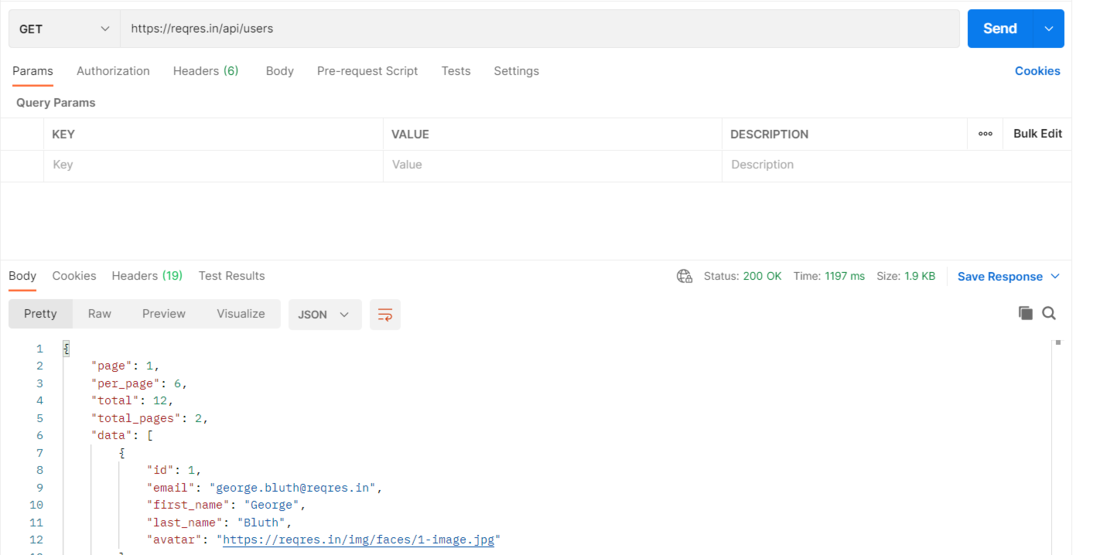 GET https://reqres.in/api/users Send
Params Authorization Headers (6) Body Pre-request Script Tests Settings Cookies
Query Params
KEY VALUE DESCRIPTION ooo Bulk Edit
Key Value Description
Body Cookies Headers (19) Test Results Status: 200 OK Time: 1197 ms Size: 1.9 KB Save Response
Pretty Raw Preview Visualize JSON
1 {
2 "page": 1,
3 "per_page": 6,
4 "total": 12,
5 "total_pages": 2,
6 "data": [
7 {
8 "id": 1,
9 "email": "george.bluth@reqres.in",
10 "first_name": "George",
11 "last_name": "Bluth",
12 "avatar": "https://reqres.in/img/faces/1-image.jpg"